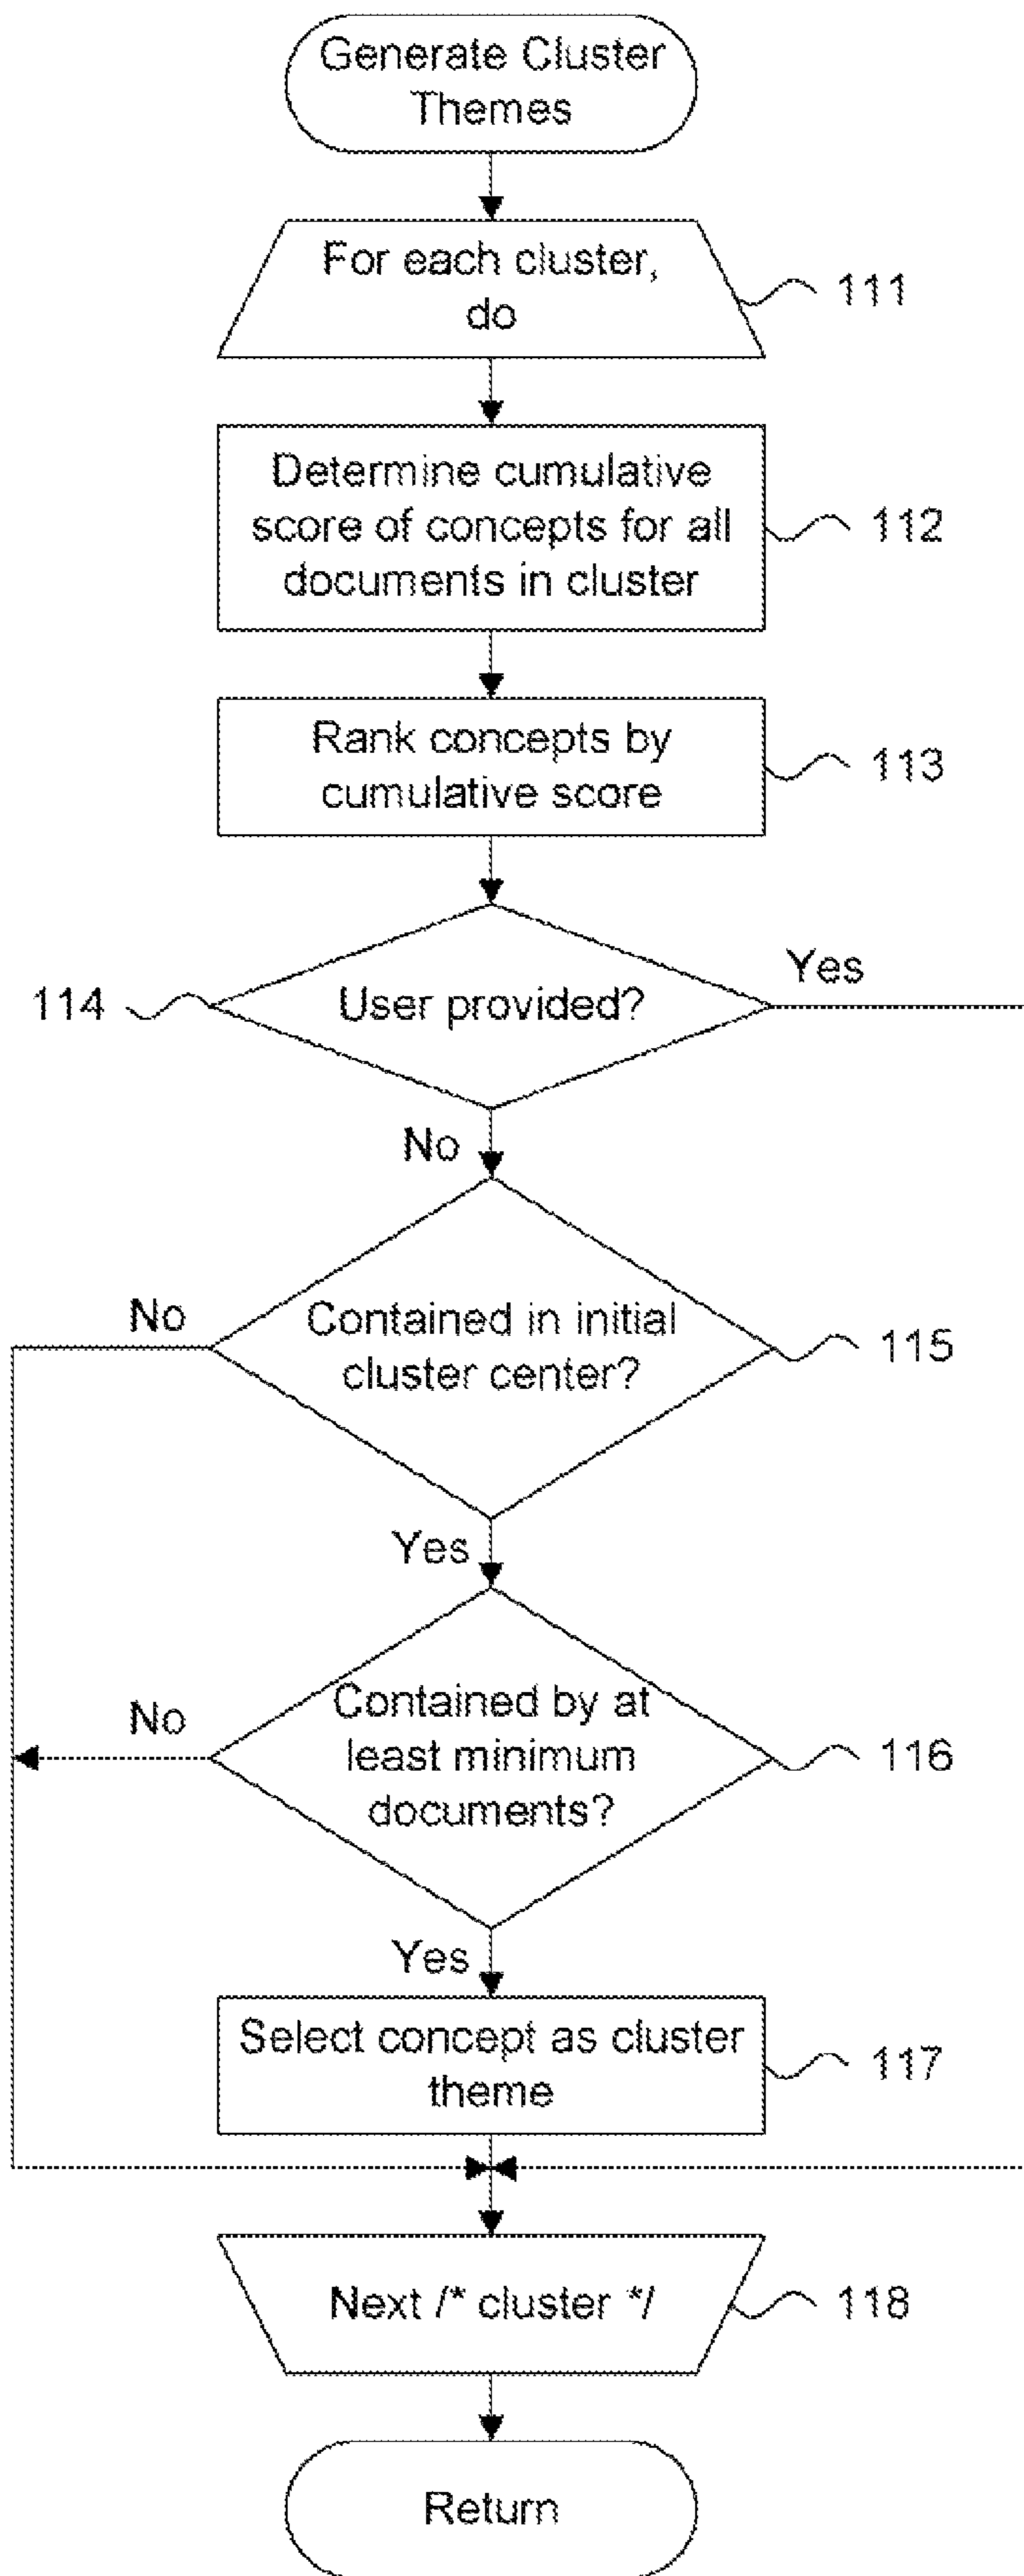 Generate Cluster
Themes
For each cluster,
do
111
Determine cumulative
score of concepts for all
documents in cluster
112
Rank concepts by
cumulative score
113
Yes
114
User provided?
No
No
Contained in initial
cluster center?
115
Yes
No
Contained by at
least minimum
documents?
116
Yes
Select concept as cluster
theme
117
Next /* cluster */
118
Return